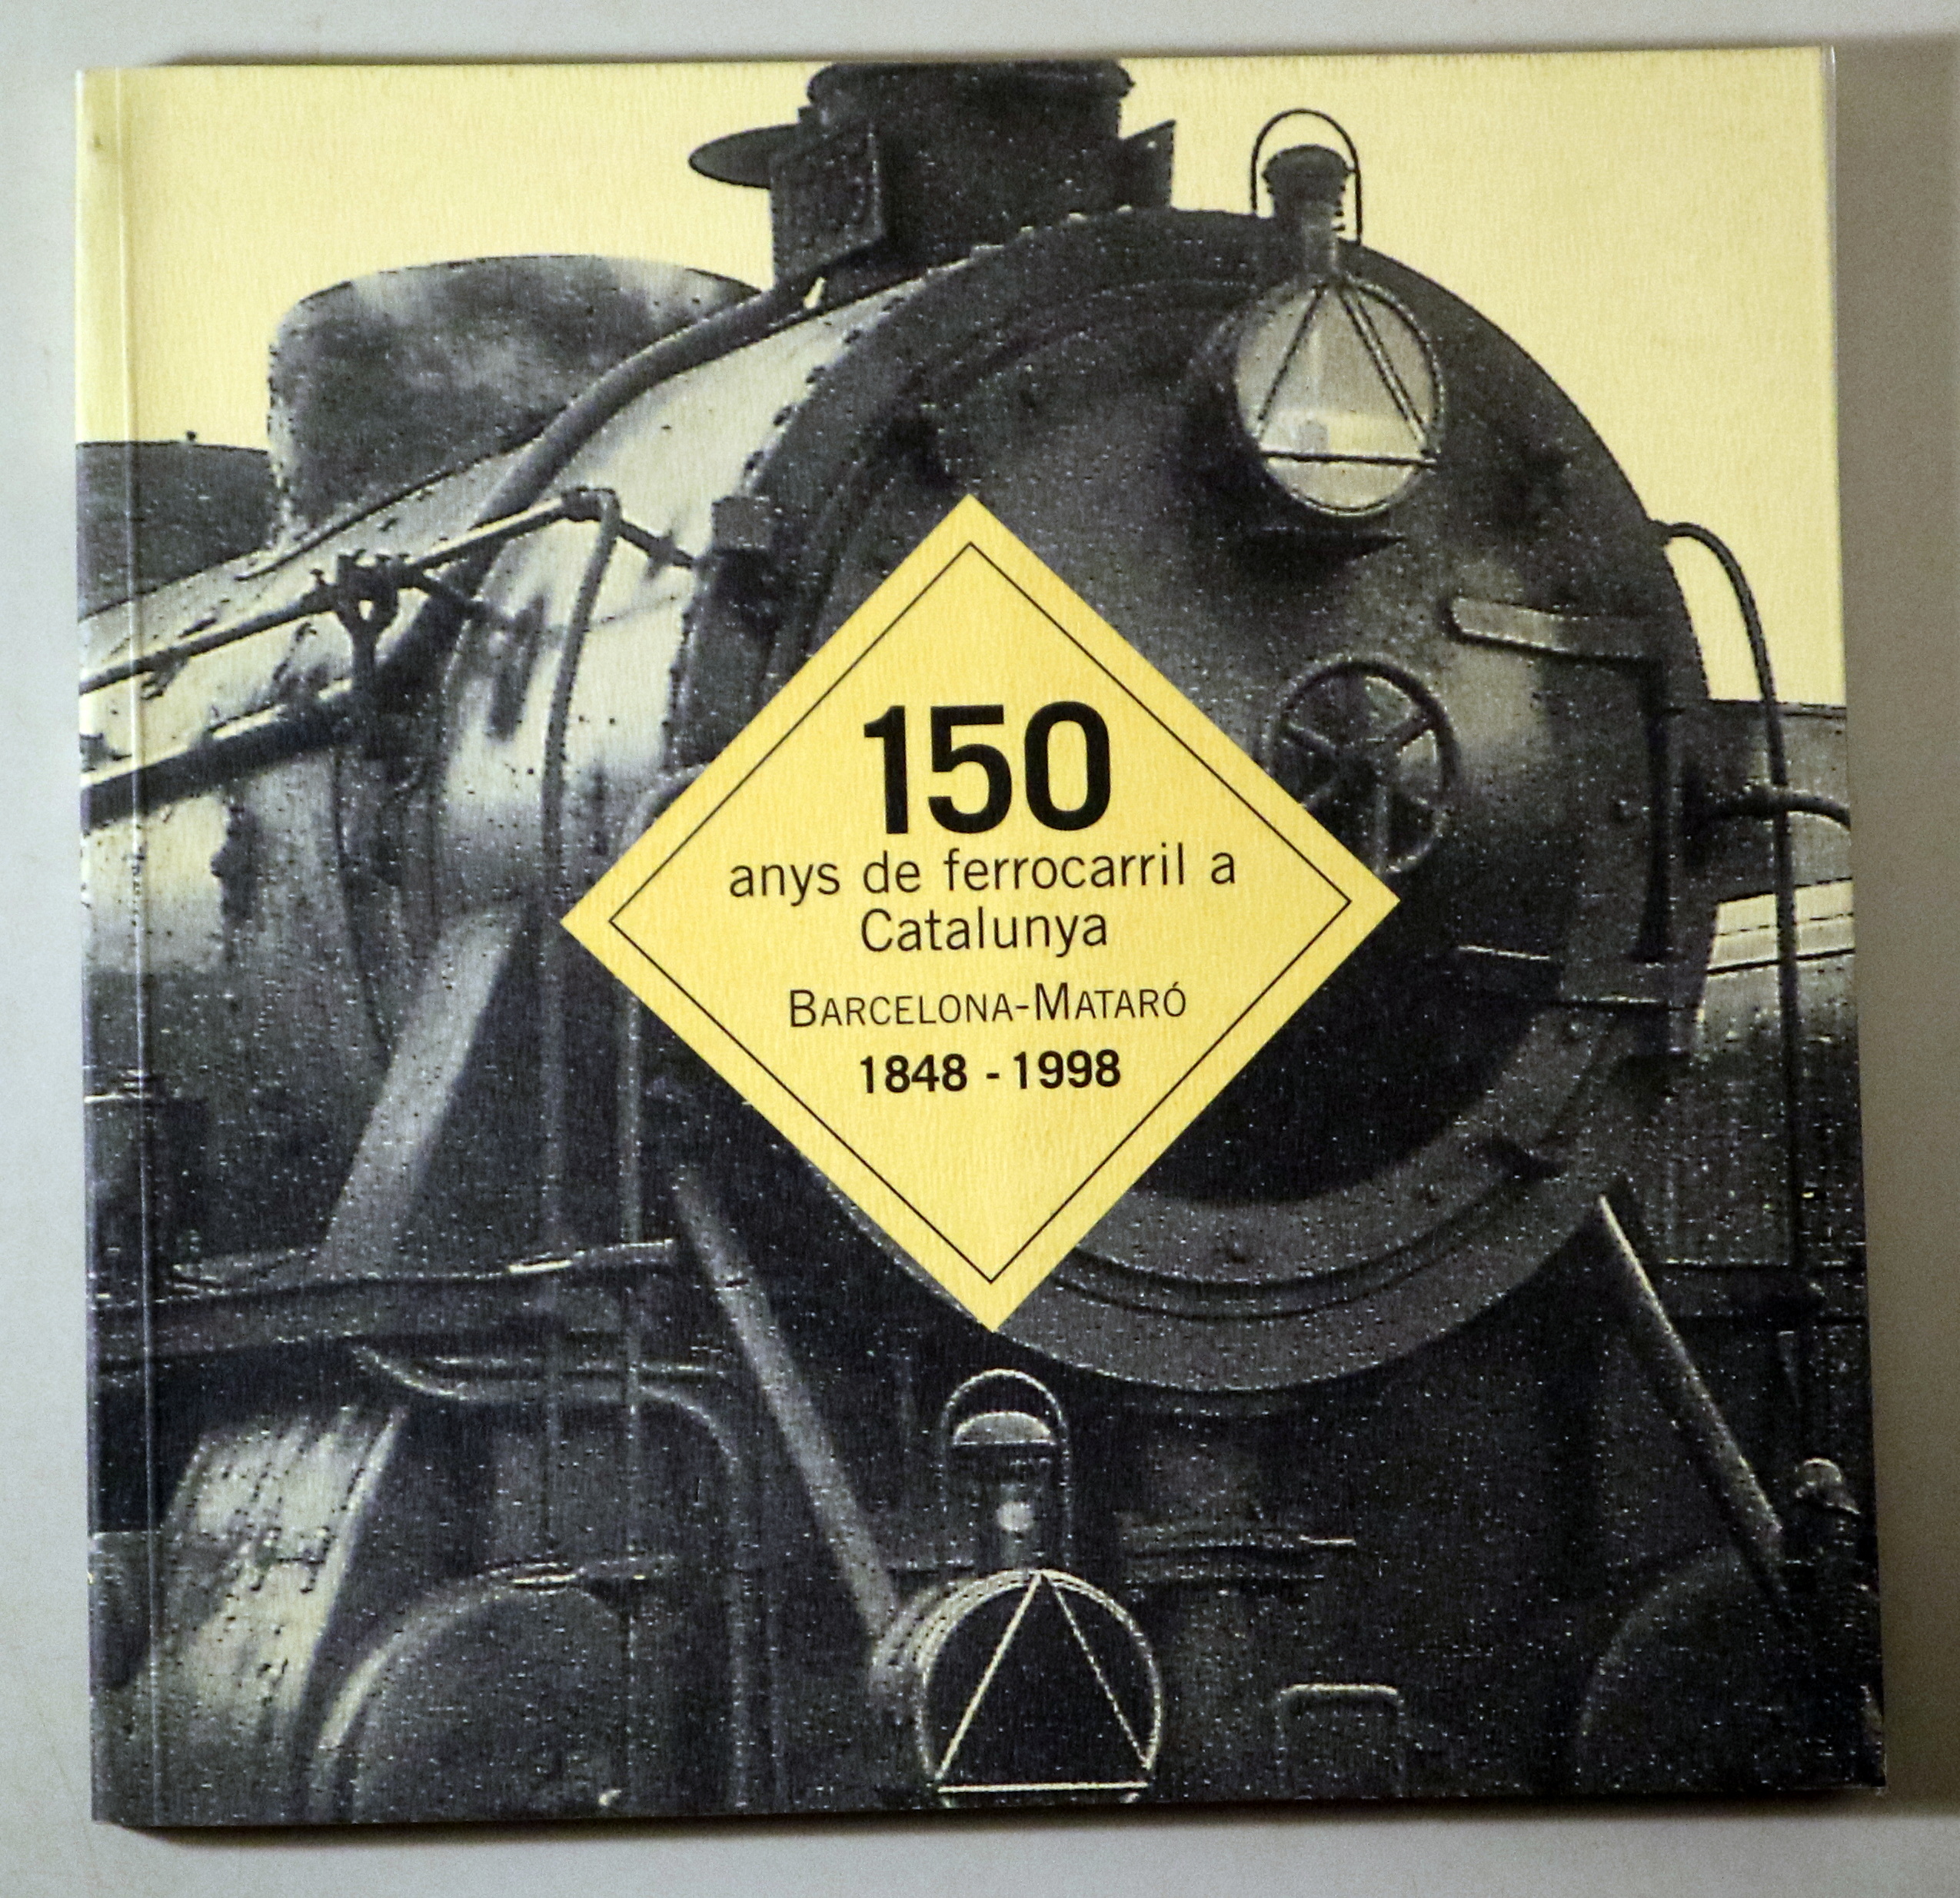 150
anys de ferrocarril a
Catalunya
BARCELONA-MATARÓ
1848 - 1998